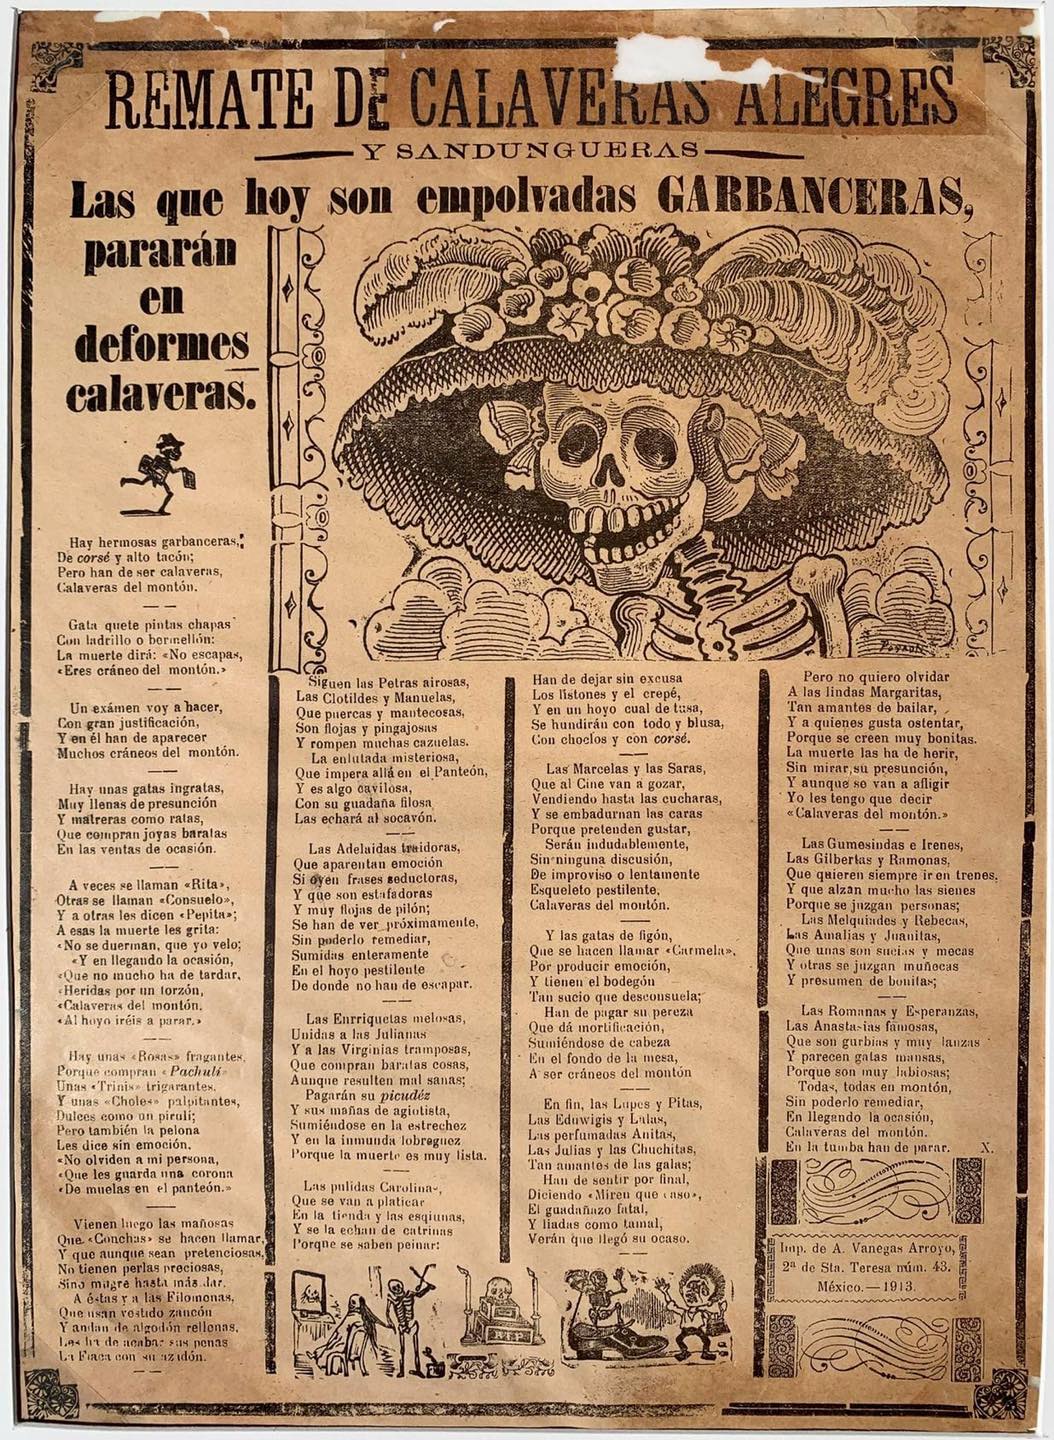 REMATE DE CALAVERAS ALEGRES
Y SANDUNGUERAS
Las que hoy son empolvadas GARBANCERAS,
pararán
en
deformes
calaveras.
Hay hermosas garbanceras,
De corsé y alto tacón;
Pero han de ser calaveras,
Calaveras del montón.
Gata que te pintas chapas
Con ladrillo o bermellón:
La muerte dirá: «No escapas,
«Eres cráneo del montón.»
Un exámen voy a hacer,
Con gran justificación,
Y en él han de aparecer
Muchos cráneos del montón.
Hay unas gatas ingratas,
Muy llenas de presunción
Y matreras como ratas,
Que compran joyas baratas
En las ventas de ocasión.
A veces se llaman «Rita»,
Otras se llaman «Consuelo»,
Y a otras les dicen «Pepita»;
A esas la muerte les grita:
«No se duerman, que yo velo;
«Y en llegando la ocasión,
«Que no mucho ha de tardar,
«Heridas por un torzón,
«Calaveras del montón,
«Al hoyo iréis a parar.»
Hay unas «Rosas» fragantes,
Porque compran «Pachulí»
Unas «Trinis» trigarantes,
Y unas «Choles» palpitantes,
Dulces como un piruli;
Pero también la pelona
Les dice sin emoción,
«No olviden a mi persona,
«Que les guarda una corona
«De muelas en el panteón.»
Vienen luego las mañosas
Que «Conchas» se hacen llamar,
Y que aunque sean pretenciosas,
No tienen perlas preciosas,
Sino mugre hasta más dar.
A éstas y a las Filomonas,
Que usan vestido zancón
Y andan de algodón rellenas,
Les ha de acabar sus penas
La Flaca con su azadón.
Siguen las Petras airosas,
Las Clotildes y Manuelas,
Que puercas y mantecosas,
Son flojas y pingajosas
Y rompen muchas cazuelas.
La enlutada misteriosa,
Que impera allá en el Panteón,
Y es algo cavilosa,
Con su guadaña filosa
Las echará al socavón.
Las Adelaidas traidoras,
Que aparentan emoción
Si oyen frases seductoras,
Y que son estafadoras
Y muy flojas de pilón;
Se han de ver próximamente,
Sin poderlo remediar,
Sumidas enteramente
En el hoyo pestilente
De donde no han de escapar.
Las Enrriquetas melosas,
Unidas a las Julianas
Y a las Virginias tramposas,
Que compran baratas cosas,
Aunque resulten mal sanas;
Pagarán su picudéz
Y sus mañas de agiotista,
Sumiéndose en la estrechez
Y en la inmunda lobreguez
Porque la muerte es muy lista.
Las pulidas Carolinas,
Que se van a platicar
En la tienda y las esquinas,
Y se la echan de catrinas
Porque se saben peinar:
Han de dejar sin excusa
Los listones y el crepé,
Y en un hoyo cual de tusa,
Se hundirán con todo y blusa,
Con choclos y con corsé.
Las Marcelas y las Saras,
Que al Cine van a gozar,
Vendiendo hasta las cucharas,
Y se embadurnan las caras
Porque pretenden gustar,
Serán indudablemente,
Sin ninguna discusión,
De improviso o lentamente
Esqueleto pestilente,
Calaveras del montón.
Y las gatas de figón,
Que se hacen llamar «Carmela»,
Por producir emoción,
Y tienen el bodegón
Tan sucio que desconsuela;
Han de pagar su pereza
Que dá mortificación,
Sumiéndose de cabeza
En el fondo de la mesa,
A ser cráneos del montón
En fin, las Lupes y Pitas,
Las Eduwigis y Lalas,
Las perfumadas Anitas,
Las Julias y las Chuchitas,
Tan amantes de las galas;
Han de sentir por final,
Diciendo «Miren que caso»,
El guadañazo fatal,
Y liadas como tamal,
Verán que llegó su ocaso.
Posada
Pero no quiero olvidar
A las lindas Margaritas,
Tan amantes de bailar,
Y a quienes gusta ostentar,
Porque se creen muy bonitas.
La muerte las ha de herir,
Sin mirar su presunción,
Y aunque se van a afligir
Yo les tengo que decir
«Calaveras del montón.»
Las Gumesindas e Irenes,
Las Gilbertas y Ramonas,
Que quieren siempre ir en trenes,
Y que alzan mucho las sienes
Porque se juzgan personas;
Las Melquiades y Rebecas,
Las Amalias y Juanitas,
Que unas son sucias y mecas
Y otras se juzgan muñecas
Y presumen de bonitas;
Las Romanas y Esperanzas,
Las Anastasias famosas,
Que son gurbias y muy lanzas
Y parecen gatas mansas,
Porque son muy labiosas;
Todas, todas en montón,
Sin poderlo remediar,
En llegando la ocasión,
Calaveras del montón.
En la tumba han de parar. X.
Imp. de A. Vanegas Arroyo,
2ª de Sta. Teresa núm. 43.
México.—1913.